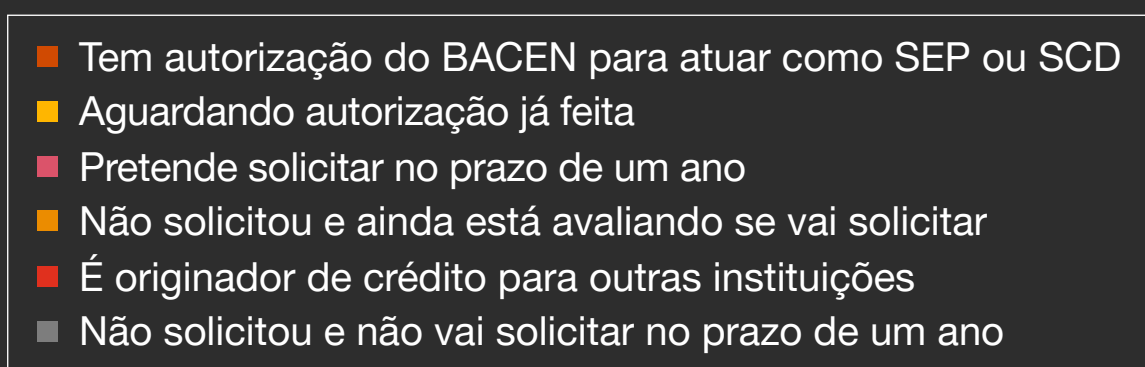 Tem autorização do BACEN para atuar como SEP ou SCD
Aguardando autorização já feita
Pretende solicitar no prazo de um ano
Não solicitou e ainda está avaliando se vai solicitar
É originador de crédito para outras instituições
Não solicitou e não vai solicitar no prazo de um ano